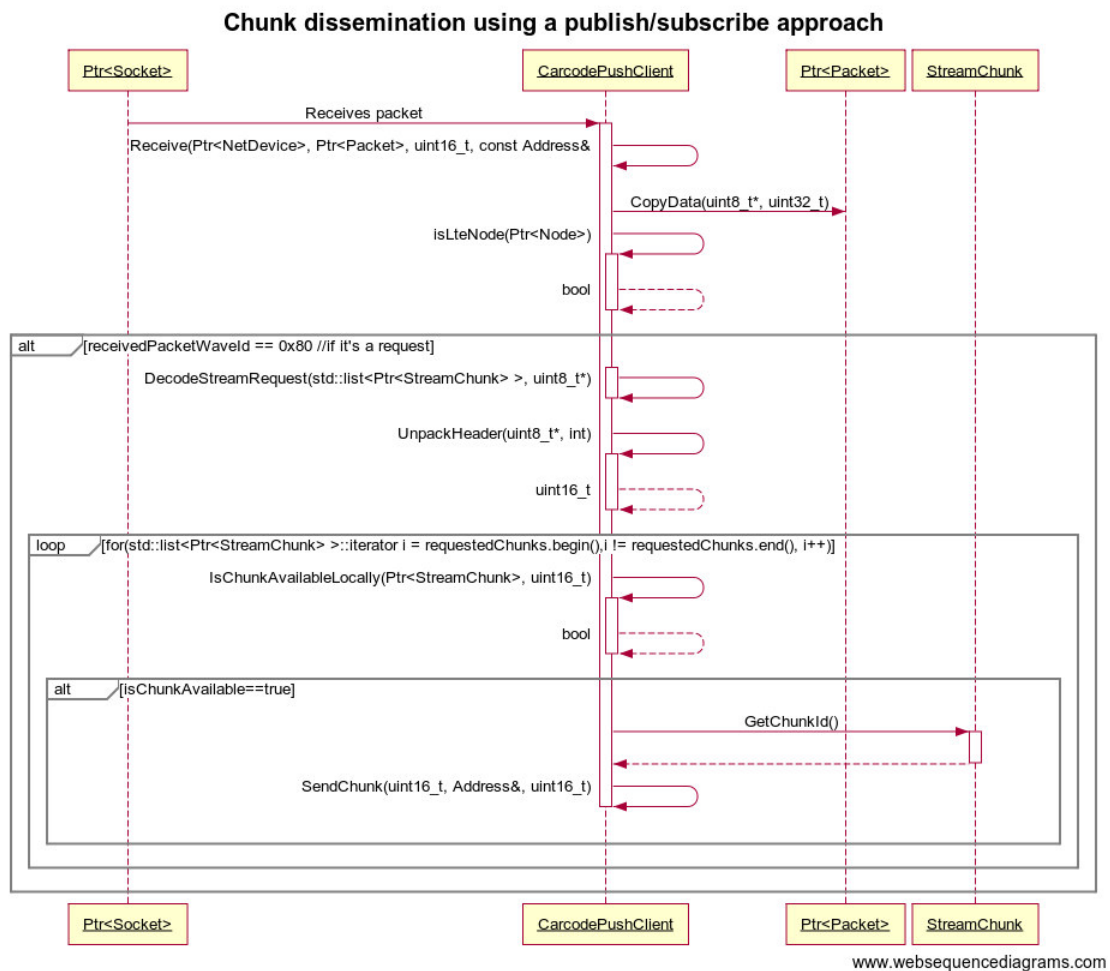 Chunk dissemination using a publish/subscribe approach
Ptr<Socket>
CarcodePushClient
Ptr<Packet>
StreamChunk
Receives packet
Receive(Ptr<NetDevice>, Ptr<Packet>, uint16_t, const Address&
CopyData(uint8_t*, uint32_t)
isLteNode(Ptr<Node>)
bool
alt
[receivedPacketWaveId == 0x80 //if it's a request]
DecodeStreamRequest(std::list<Ptr<StreamChunk> >, uint8_t*)
UnpackHeader(uint8_t*, int)
uint16_t
loop
[for(std::list<Ptr<StreamChunk> >::iterator i = requestedChunks.begin(),i != requestedChunks.end(), i++)]
IsChunkAvailableLocally(Ptr<StreamChunk>, uint16_t)
bool
alt
[isChunkAvailable==true]
GetChunkId()
SendChunk(uint16_t, Address&, uint16_t)
Ptr<Socket>
CarcodePushClient
Ptr<Packet>
StreamChunk
www.websequencediagrams.com